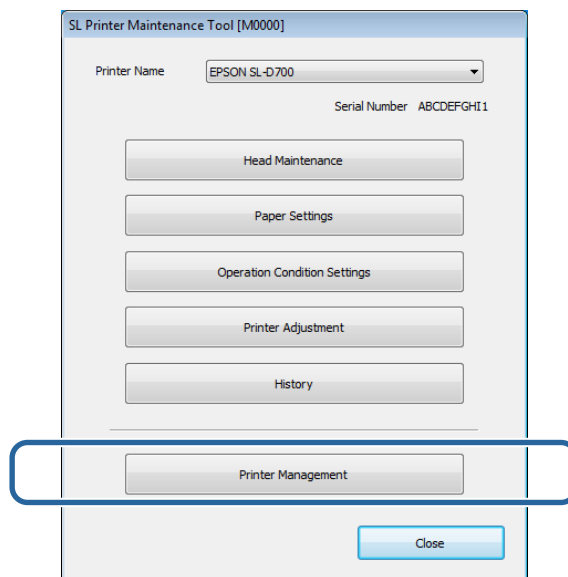 SL Printer Maintenance Tool [M0000]
Printer Name EPSON SL-D700
Serial Number ABCDEFGHI1
Head Maintenance
Paper Settings
Operation Condition Settings
Printer Adjustment
History
Printer Management
Close